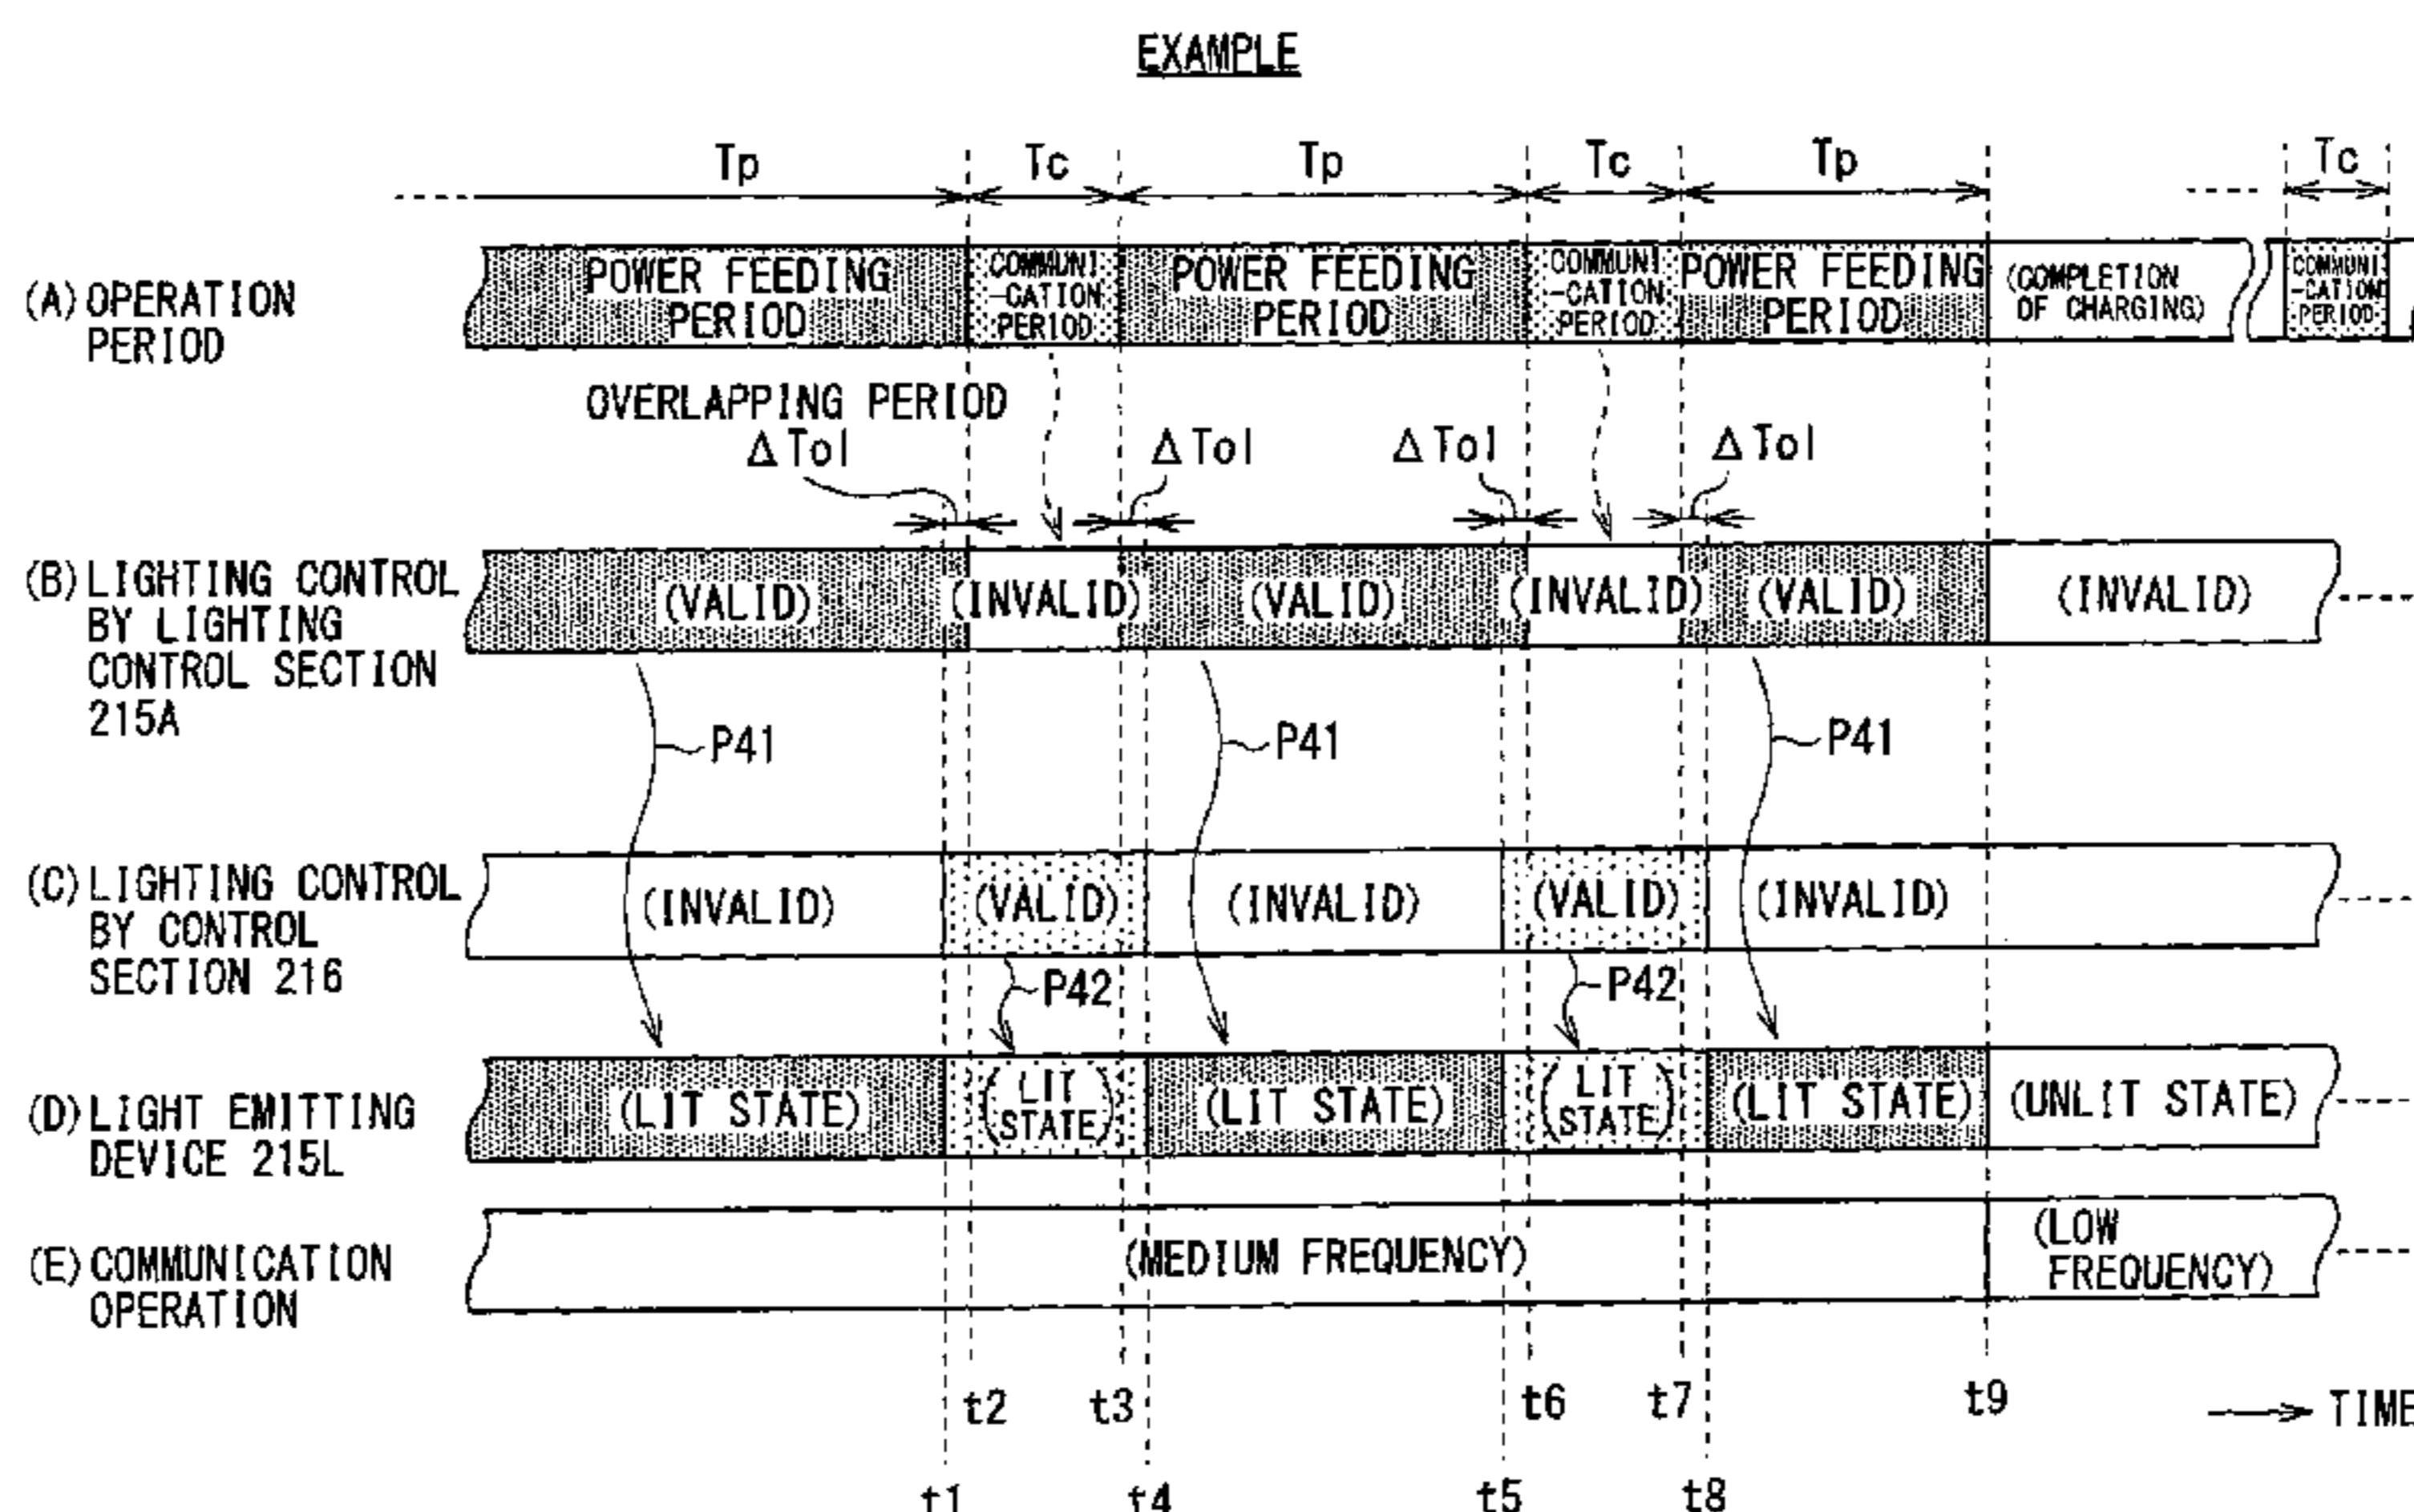 EXAMPLE
Tp Tc Tp Tc Tp Tc
(A) OPERATION
PERIOD
POWER FEEDING
PERIOD
COMMUNI
-CATION
PERIOD
POWER FEEDING
PERIOD
COMMUNI
-CATION
PERIOD
POWER FEEDING
PERIOD
(COMPLETION
OF CHARGING)
COMMUNI
-CATION
PERIOD
OVERLAPPING PERIOD
ΔTol ΔTol ΔTol ΔTol
(B) LIGHTING CONTROL
BY LIGHTING
CONTROL SECTION
215A
(VALID) (INVALID) (VALID) (INVALID) (VALID) (INVALID)
P41 P41 P41
(C) LIGHTING CONTROL
BY CONTROL
SECTION 216
(INVALID) (VALID) (INVALID) (VALID) (INVALID)
P42 P42
(D) LIGHT EMITTING
DEVICE 215L
(LIT STATE)
(LIT
STATE)
(LIT STATE)
(LIT
STATE)
(LIT STATE) (UNLIT STATE)
(E) COMMUNICATION
OPERATION
(MEDIUM FREQUENCY)
(LOW
FREQUENCY)
t2 t3 t6 t7 t9
TIME
t1 t4 t5 t8